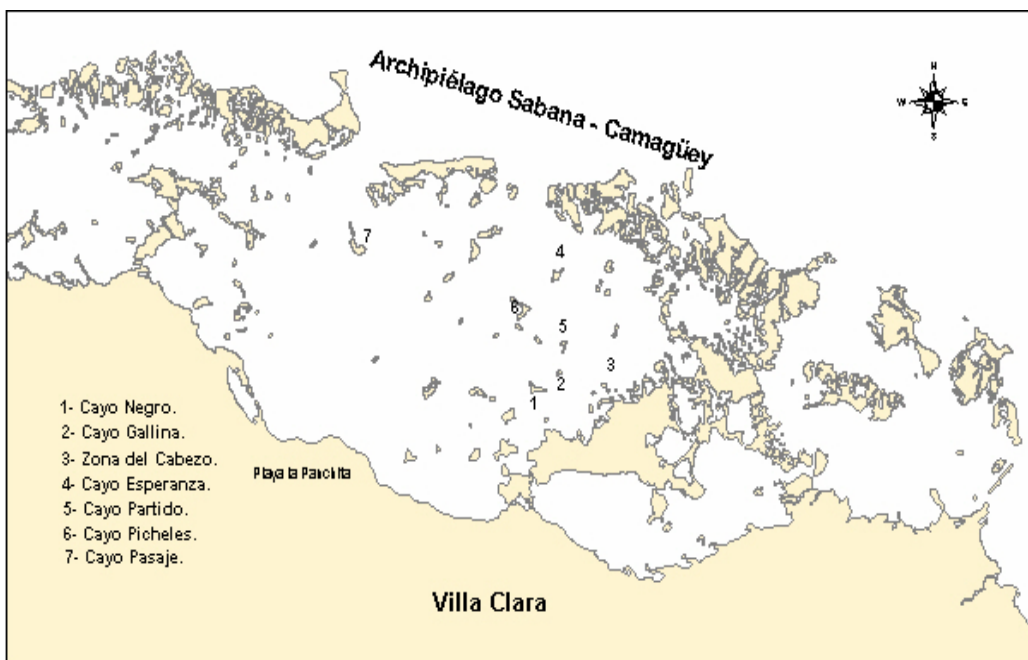 Archipiélago Sabana - Camagüey
N
W
E
S
7
4
6
5
3
2
1
1- Cayo Negro.
2- Cayo Gallina.
3- Zona del Cabezo.
4- Cayo Esperanza.
5- Cayo Partido.
6- Cayo Picheles.
7- Cayo Pasaje.
Playa la Panchita
Villa Clara